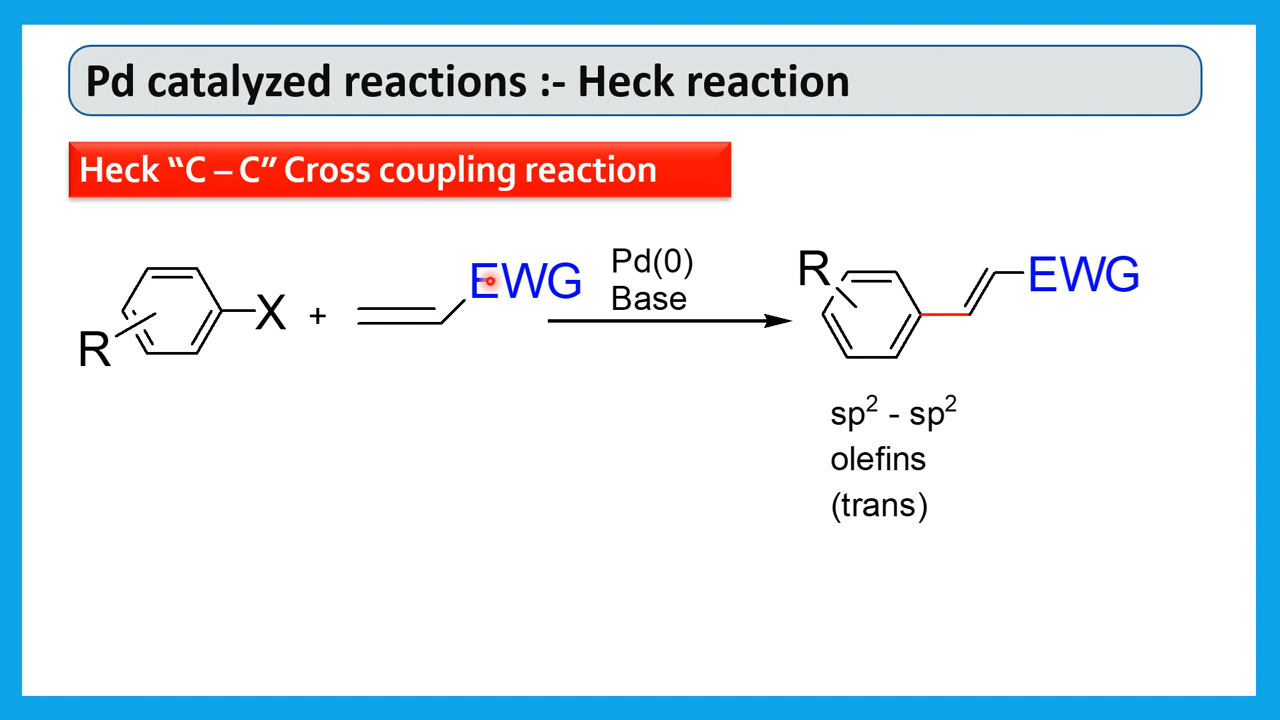 Pd catalyzed reactions :- Heck reaction
Heck “C – C” Cross coupling reaction
R
X
+
EWG
Pd(0)
Base
R
EWG
sp² - sp²
olefins
(trans)